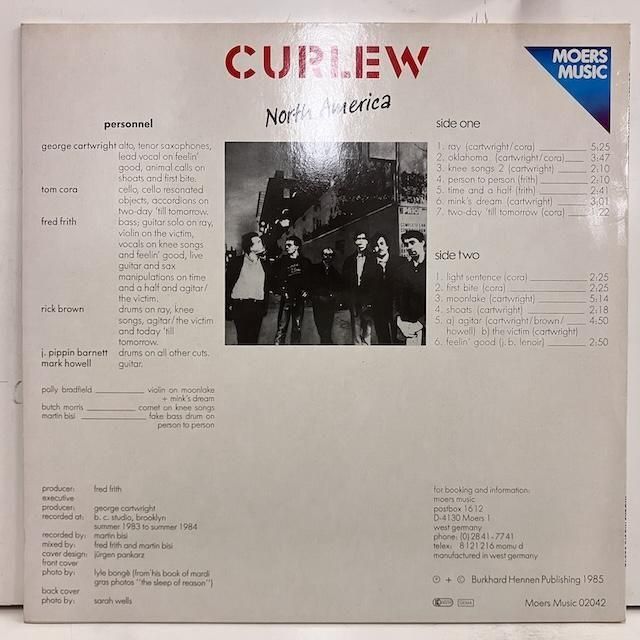 CURLEW
North America
MOERS
MUSIC
personnel
george cartwright alto, tenor saxophones,
lead vocal on feelin'
good, animal calls on
shoats and first bite.
tom cora cello, cello resonated
objects, accordions on
two-day 'till tomorrow.
fred frith bass; guitar solo on ray,
violin on the victim,
vocals on knee songs
and feelin' good, live
guitar and sax
manipulations on time
and a half and agitar/
the victim.
rick brown drums on ray, knee
songs, agitar/the victim
and today 'till
tomorrow.
j. pippin barnett drums on all other cuts.
mark howell guitar.
polly bradfield violin on moonlake
+ mink's dream
butch morris cornet on knee songs
martin bisi fake bass drum on
person to person
side one
1. ray (cartwright/cora) 5:25
2. oklahoma (cartwright/cora) 3:47
3. knee songs 2 (cartwright) 2:10
4. person to person (frith) 2:10
5. time and a half (frith) 2:41
6. mink's dream (cartwright) 3:01
7. two-day 'till tomorrow (cora) 1:22
side two
1. light sentence (cora) 2:25
2. first bite (cora) 2:25
3. moonlake (cartwright) 5:14
4. shoats (cartwright) 2:18
5. a) agitar (cartwright/brown/ 4:50
howell) b) the victim (cartwright)
6. feelin' good (j. b. lenoir) 2:50
producer: fred frith
executive
producer: george cartwright
recorded at: b. c. studio, brooklyn
summer 1983 to summer 1984
recorded by: martin bisi
mixed by: fred frith and martin bisi
cover design: jürgen pankarz
front cover
photo by: lyle bongè (from his book of mardi
gras photos "the sleep of reason")
back cover
photo by: sarah wells
for booking and information:
moers music
postbox 1612
D-4130 Moers 1
west germany
phone: (0) 28 41 - 77 41
telex: 8 121 216 momu d
manufactured in west germany
℗ + © Burkhard Hennen Publishing 1985
GEMA
Moers Music 02042